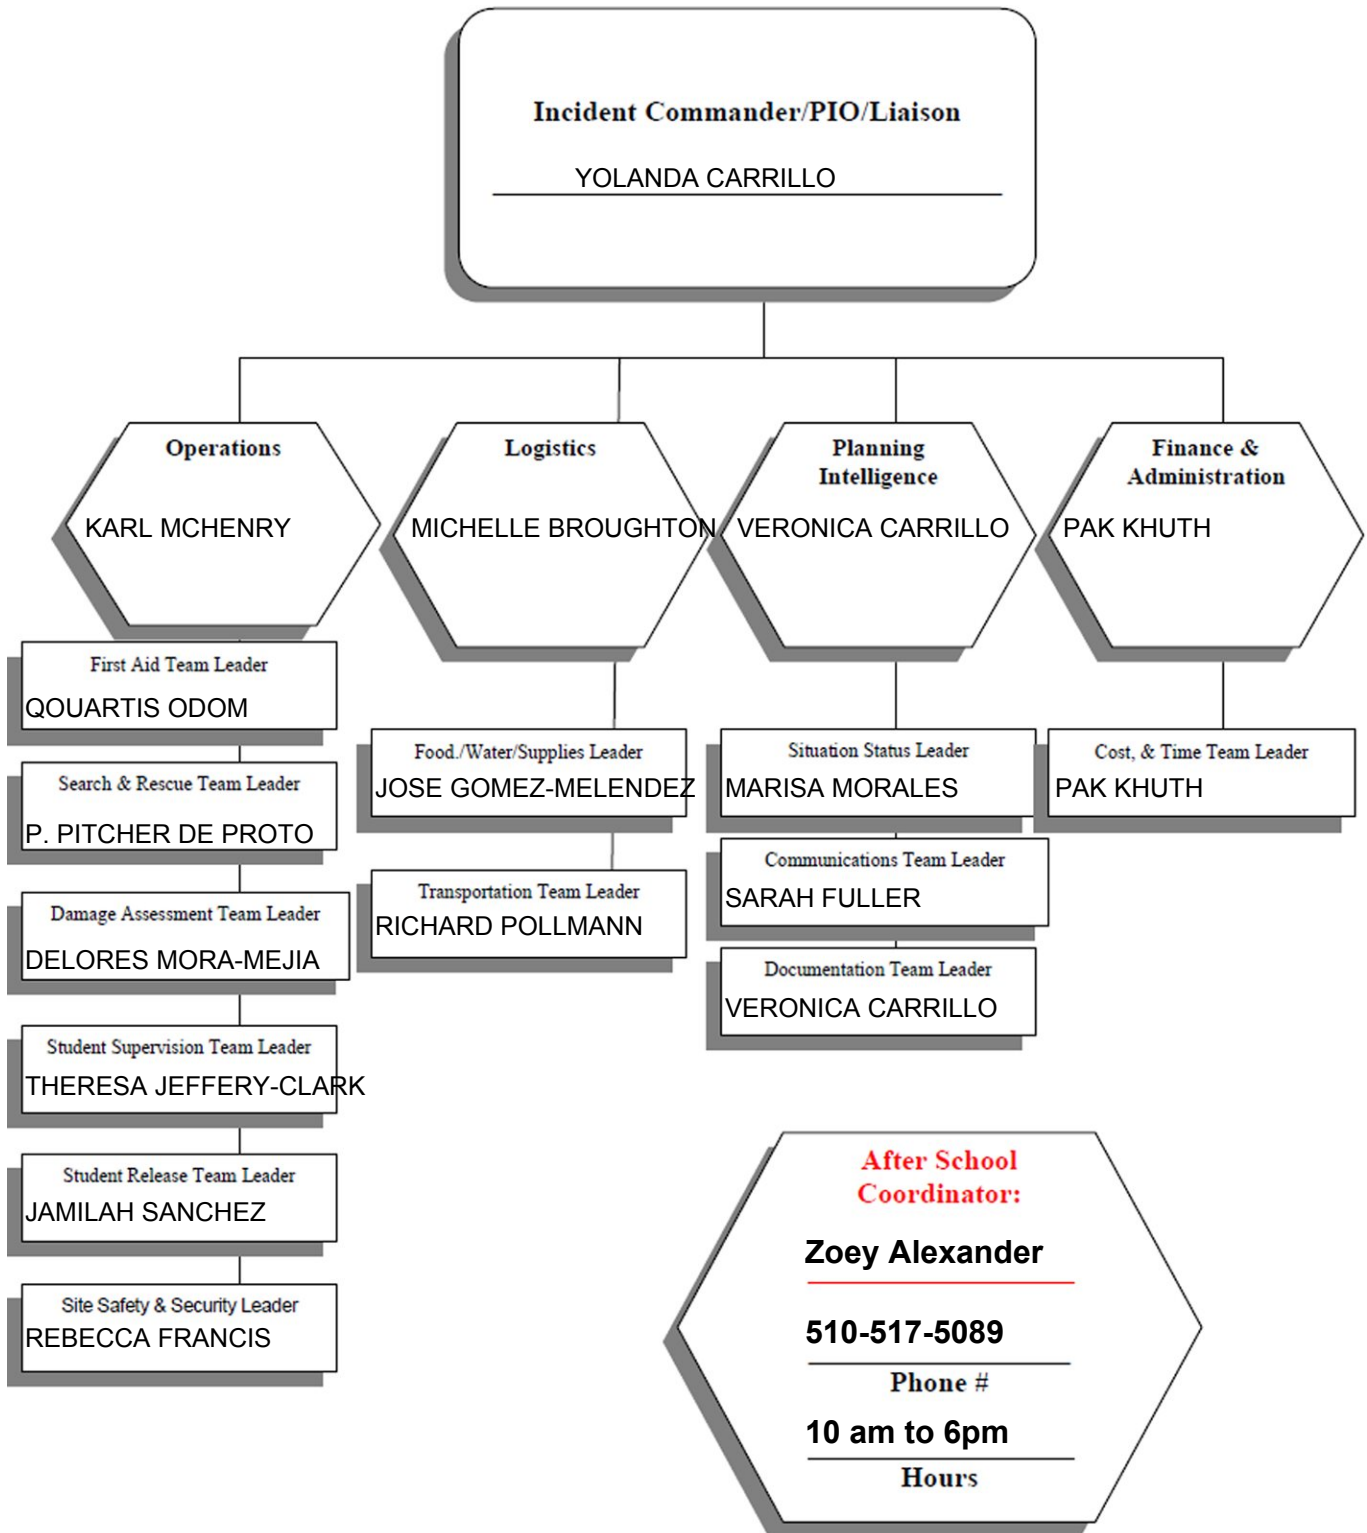 Incident Commander/PIO/Liaison
YOLANDA CARRILLO
Operations
KARL MCHENRY
First Aid Team Leader
QOUARTIS ODOM
Search & Rescue Team Leader
P. PITCHER DE PROTO
Damage Assessment Team Leader
DELORES MORA-MEJIA
Student Supervision Team Leader
THERESA JEFFERY-CLARK
Student Release Team Leader
JAMILAH SANCHEZ
Site Safety & Security Leader
REBECCA FRANCIS
Logistics
MICHELLE BROUGHTON
Food./Water/Supplies Leader
JOSE GOMEZ-MELENDEZ
Transportation Team Leader
RICHARD POLLMANN
Planning
Intelligence
VERONICA CARRILLO
Situation Status Leader
MARISA MORALES
Communications Team Leader
SARAH FULLER
Documentation Team Leader
VERONICA CARRILLO
Finance &
Administration
PAK KHUTH
Cost, & Time Team Leader
PAK KHUTH
After School
Coordinator:
Zoey Alexander
510-517-5089
Phone #
10 am to 6pm
Hours